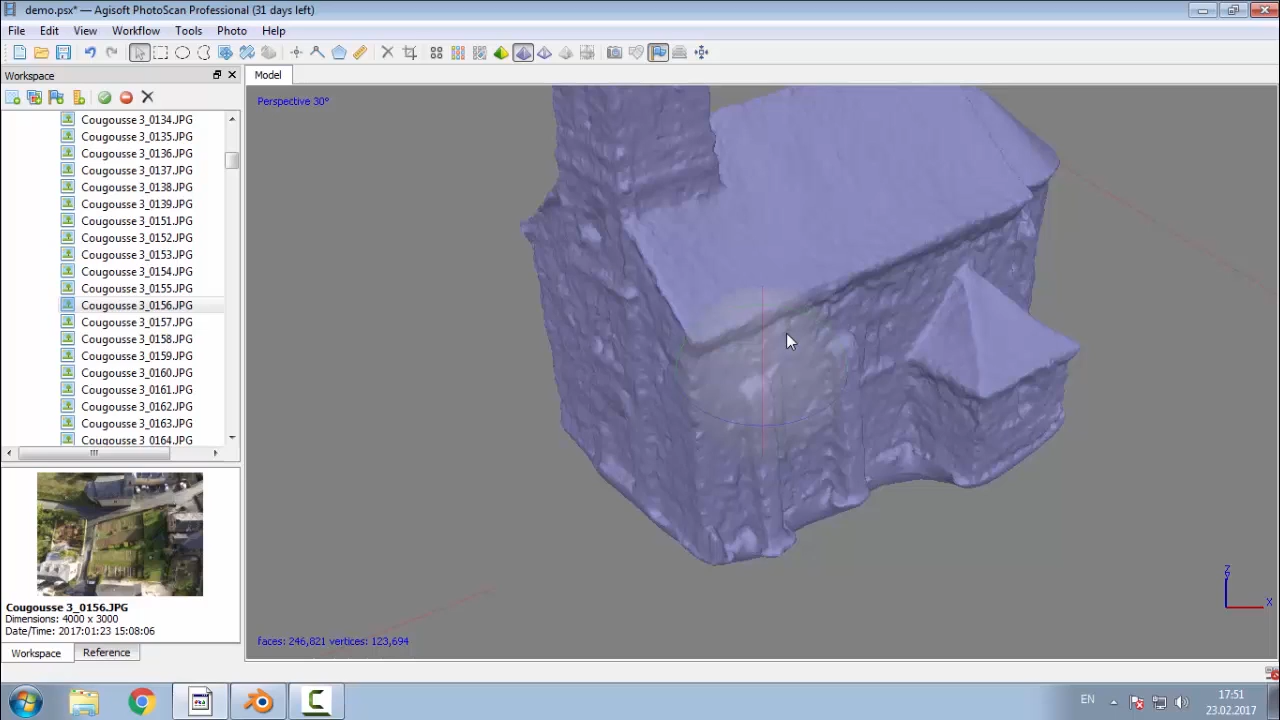 demo.psx* — Agisoft PhotoScan Professional (31 days left)
File Edit View Workflow Tools Photo Help
Workspace
Model
Perspective 30°
Cougousse 3_0134.JPG
Cougousse 3_0135.JPG
Cougousse 3_0136.JPG
Cougousse 3_0137.JPG
Cougousse 3_0138.JPG
Cougousse 3_0139.JPG
Cougousse 3_0151.JPG
Cougousse 3_0152.JPG
Cougousse 3_0153.JPG
Cougousse 3_0154.JPG
Cougousse 3_0155.JPG
Cougousse 3_0156.JPG
Cougousse 3_0157.JPG
Cougousse 3_0158.JPG
Cougousse 3_0159.JPG
Cougousse 3_0160.JPG
Cougousse 3_0161.JPG
Cougousse 3_0162.JPG
Cougousse 3_0163.JPG
Cougousse 3_0164.JPG
Cougousse 3_0156.JPG
Dimensions: 4000 x 3000
Date/Time: 2017:01:23 15:08:06
faces: 246,821 vertices: 123,694
Z
X
Workspace Reference
EN
17:51
23.02.2017